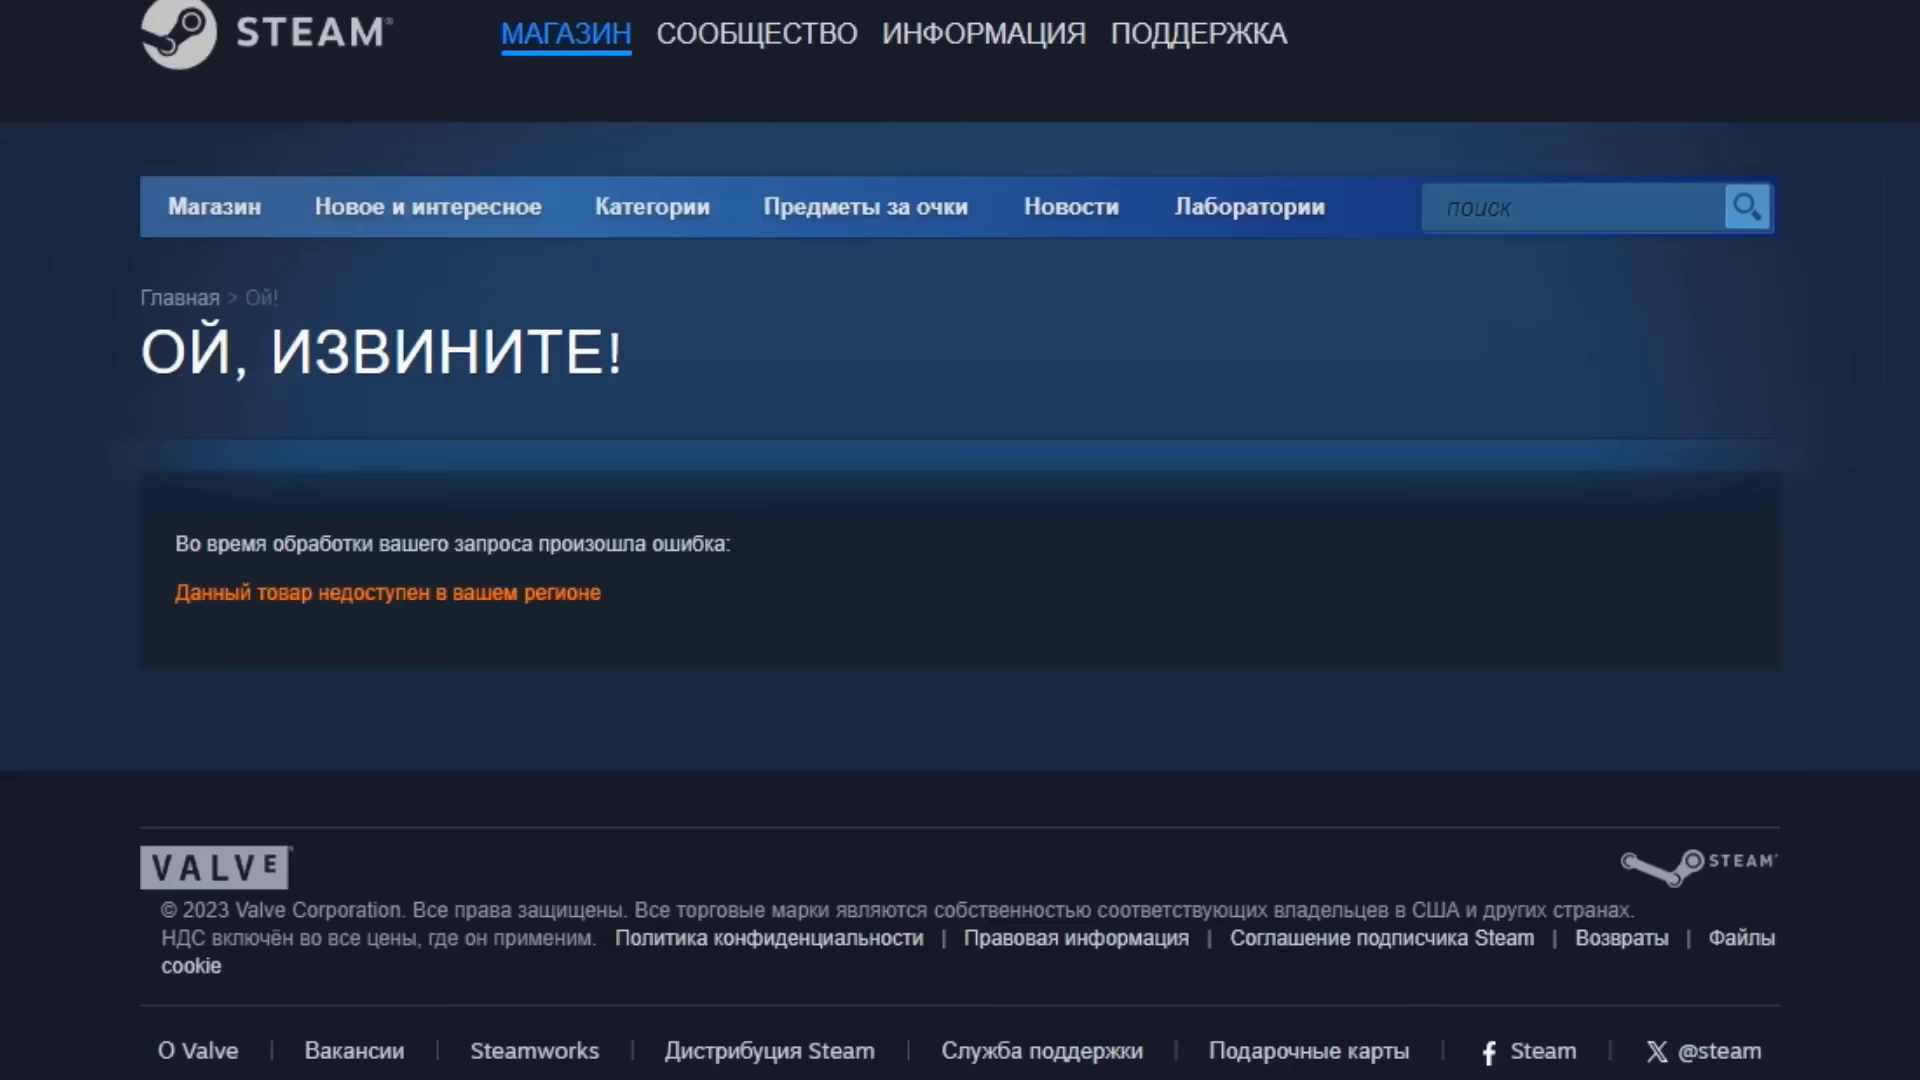 STEAM®
МАГАЗИН СООБЩЕСТВО ИНФОРМАЦИЯ ПОДДЕРЖКА
Магазин Новое и интересное Категории Предметы за очки Новости Лаборатории поиск
Главная > Ой!
ОЙ, ИЗВИНИТЕ!
Во время обработки вашего запроса произошла ошибка:
Данный товар недоступен в вашем регионе
VALVE STEAM
© 2023 Valve Corporation. Все права защищены. Все торговые марки являются собственностью соответствующих владельцев в США и других странах.
НДС включён во все цены, где он применим. Политика конфиденциальности | Правовая информация | Соглашение подписчика Steam | Возвраты | Файлы
cookie
О Valve | Вакансии | Steamworks | Дистрибуция Steam | Служба поддержки | Подарочные карты | Steam | @steam